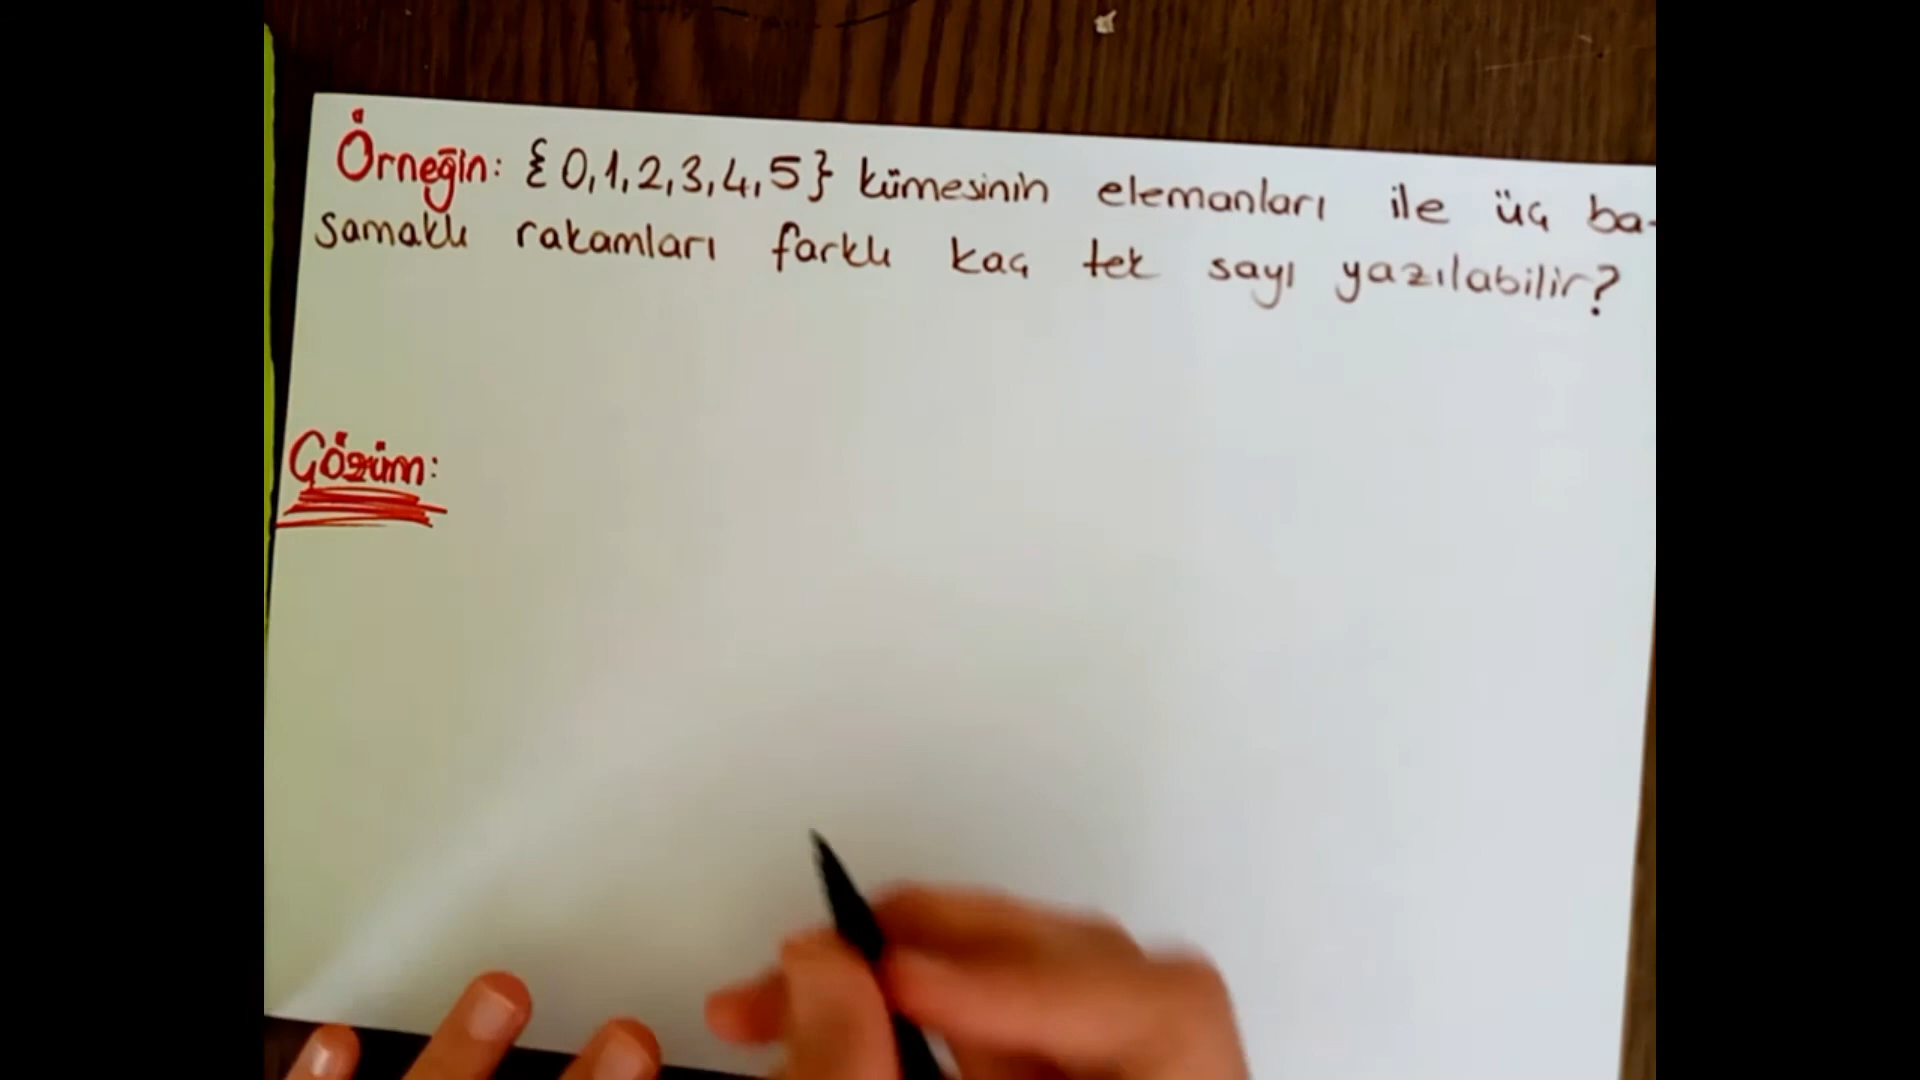 Örneğin: {0,1,2,3,4,5} kümesinin elemanları ile üç ba-
samaklı rakamları farklı kaç tek sayı yazılabilir?
Çözüm: